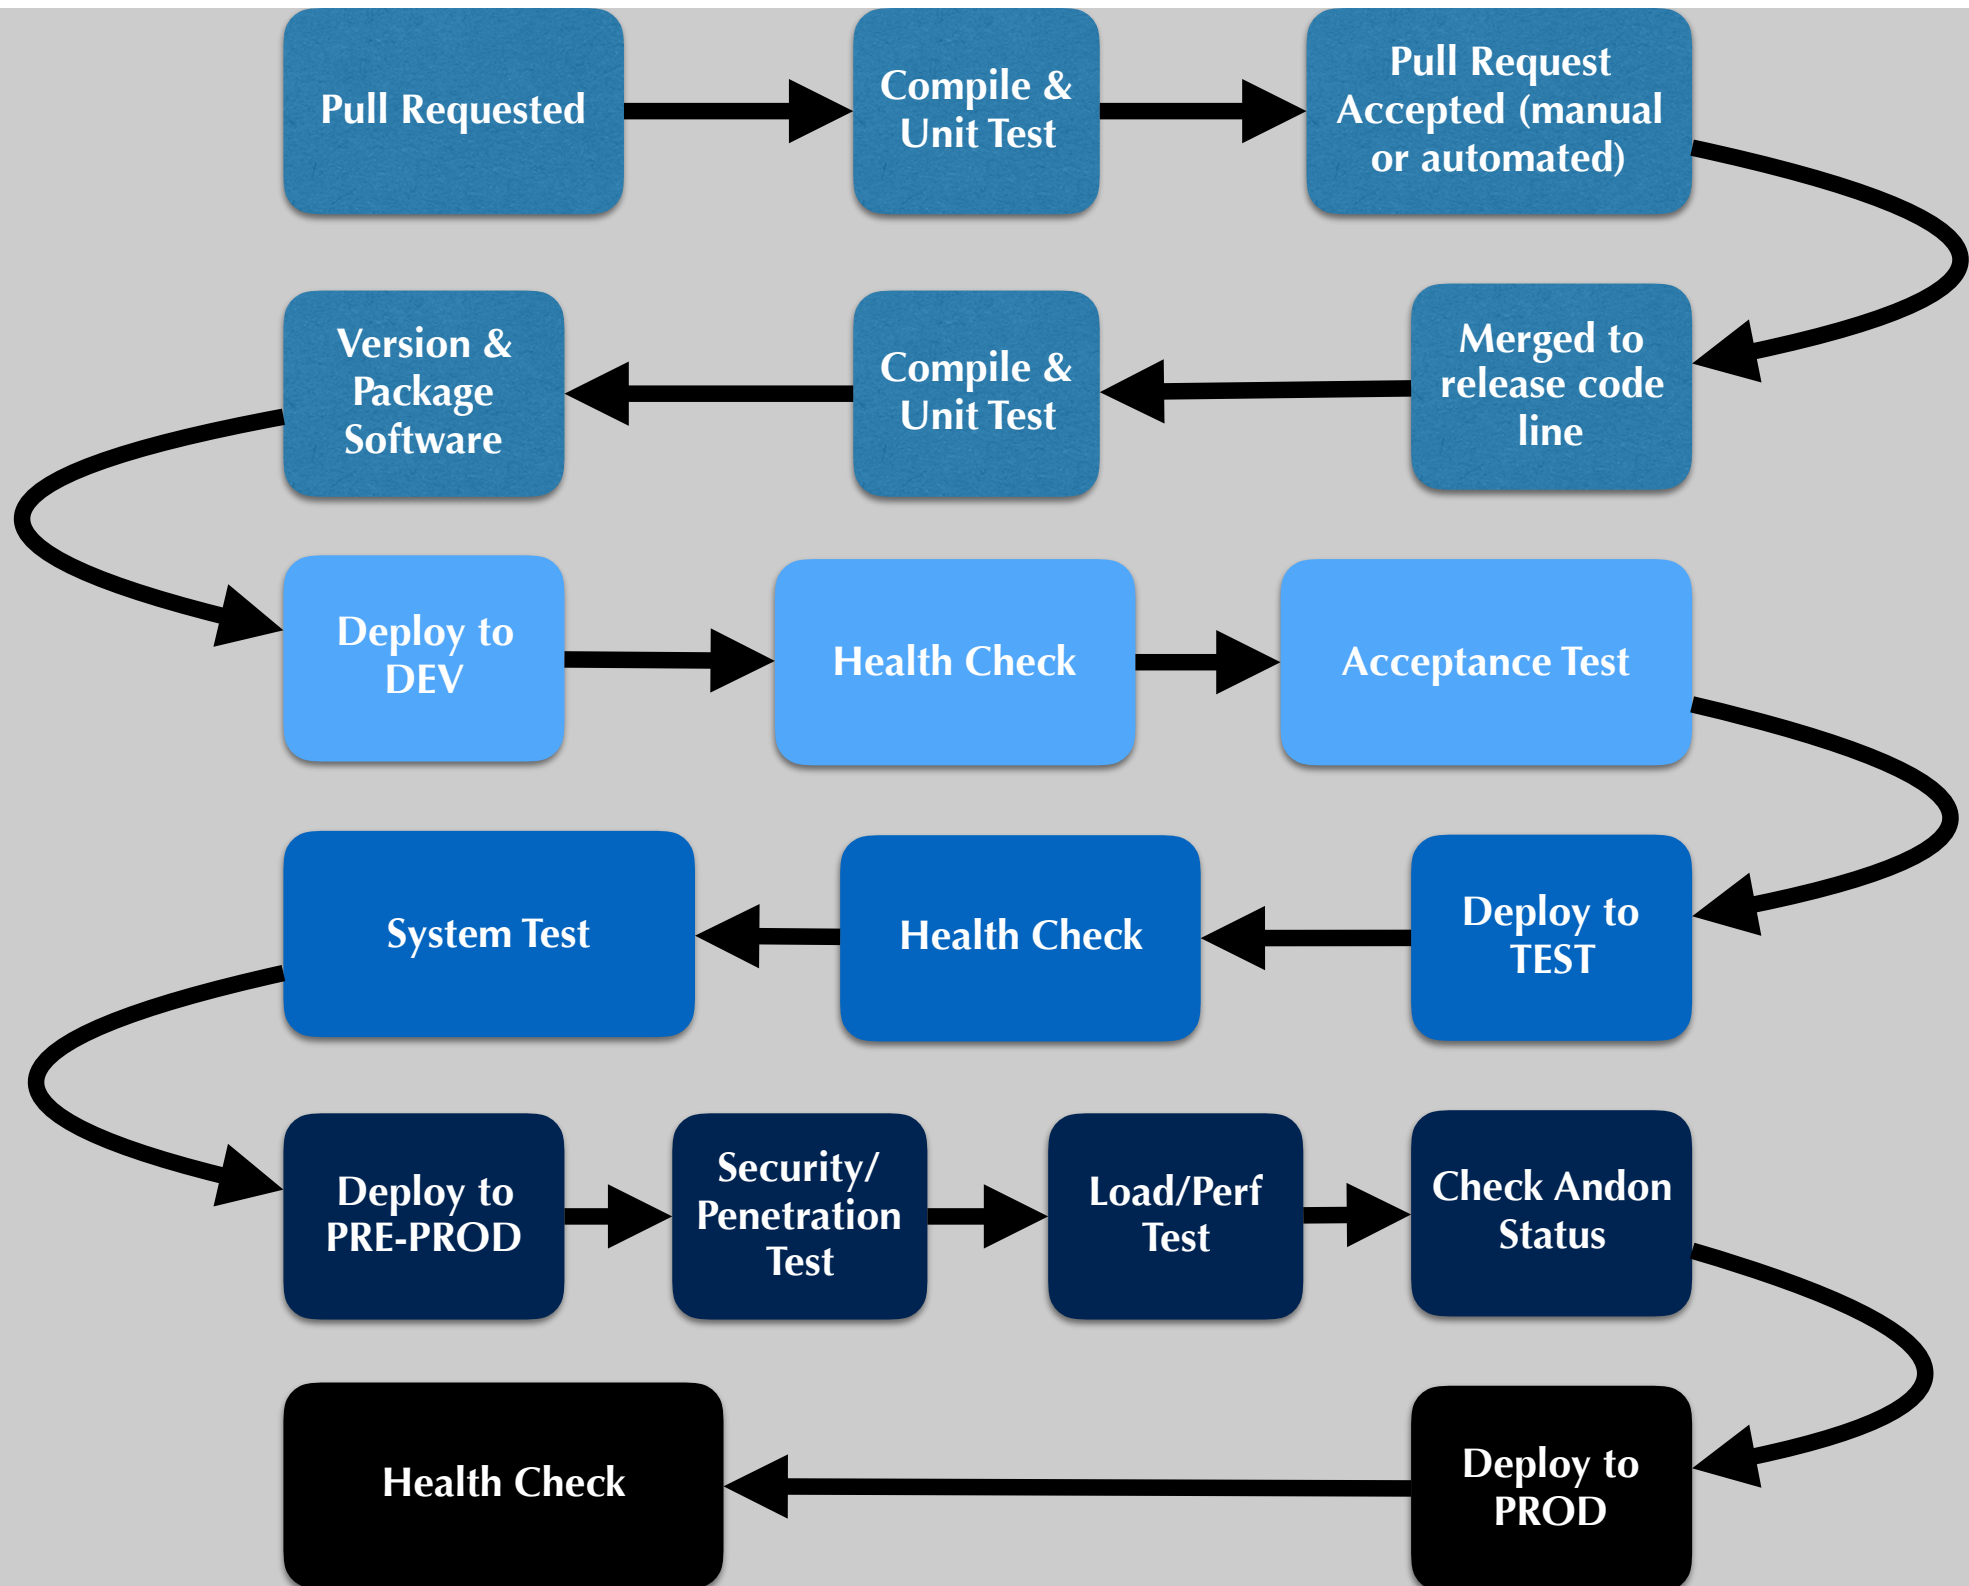 Pull Requested
Compile &
Unit Test
Pull Request
Accepted (manual
or automated)
Merged to
release code
line
Compile &
Unit Test
Version &
Package
Software
Deploy to
DEV
Health Check
Acceptance Test
Deploy to
TEST
Health Check
System Test
Deploy to
PRE-PROD
Security/
Penetration
Test
Load/Perf
Test
Check Andon
Status
Deploy to
PROD
Health Check